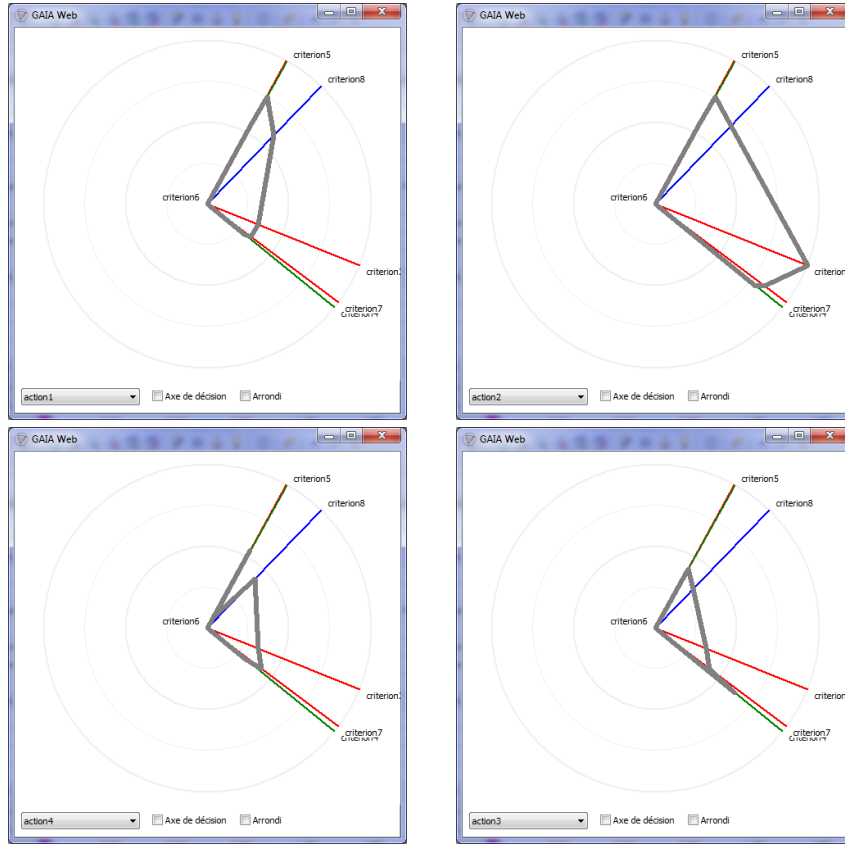 GAIA Web
criterion5
criterion8
criterion6
criterion7
action1
Axe de décision
Arrondi
GAIA Web
criterion5
criterion8
criterion6
criterion
criterion7
action2
Axe de décision
Arrondi
GAIA Web
criterion5
criterion8
criterion6
criterion7
action4
Axe de décision
Arrondi
GAIA Web
criterion5
criterion8
criterion6
criterion
criterion7
action3
Axe de décision
Arrondi